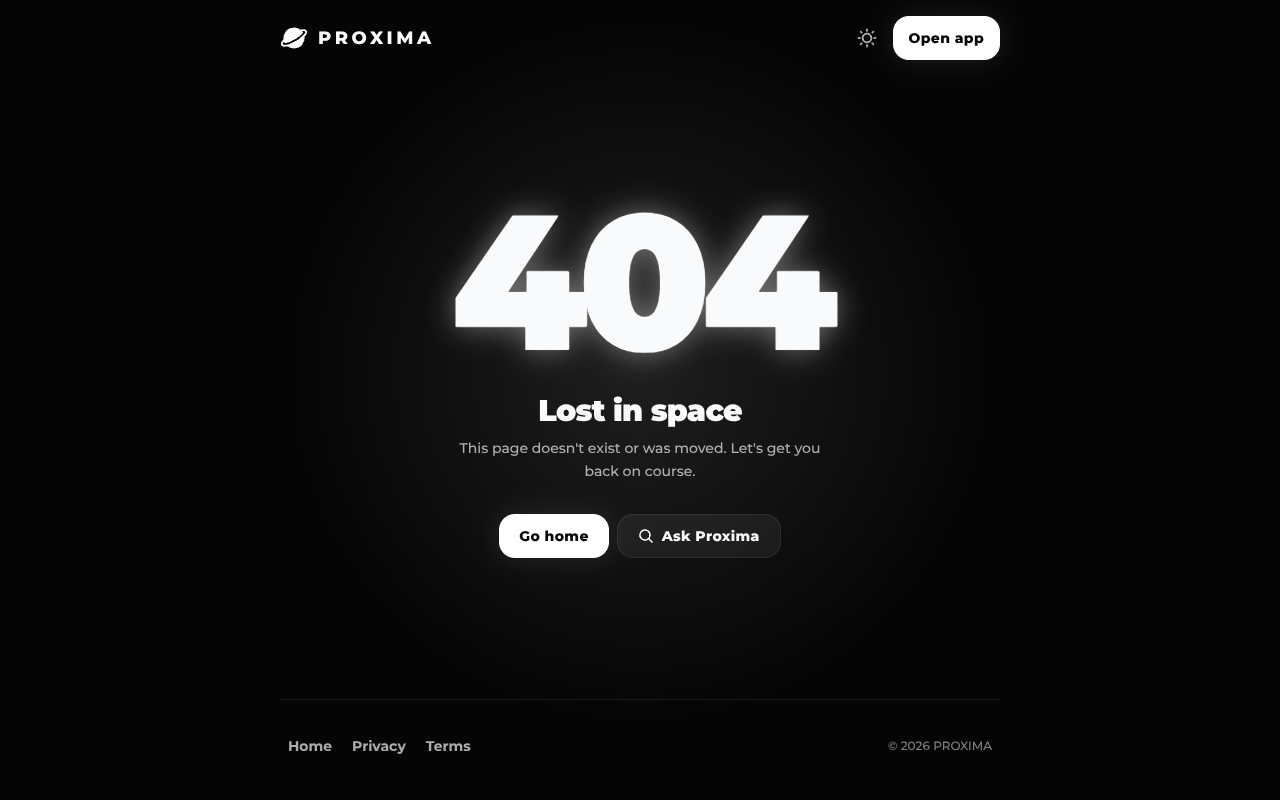 PROXIMA
Open app
404
Lost in space
This page doesn't exist or was moved. Let's get you
back on course.
Go home
Ask Proxima
Home Privacy Terms
© 2026 PROXIMA